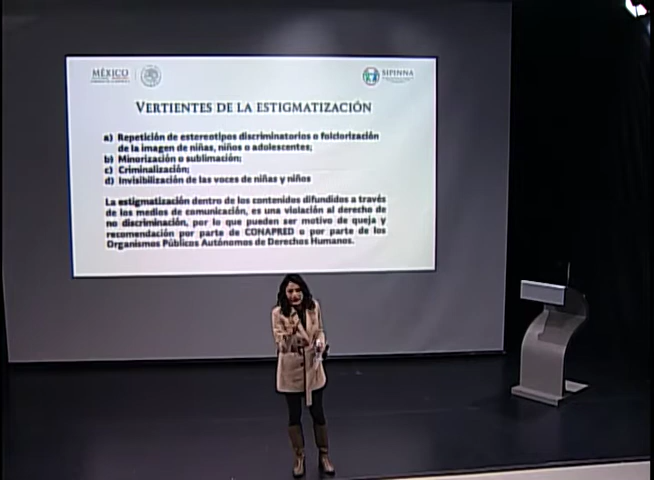 MÉXICO
SIPINNA
VERTIENTES DE LA ESTIGMATIZACIÓN
a) Repetición de estereotipos discriminatorios o folclorización
de la imagen de niñas, niños o adolescentes;
b) Minorización o sublimación;
c) Criminalización;
d) Invisibilización de las voces de niñas y niños
La estigmatización dentro de los contenidos difundidos a través
de los medios de comunicación, es una violación al derecho de
no discriminación, por lo que pueden ser motivo de queja y
recomendación por parte de CONAPRED o por parte de los
Organismos Públicos Autónomos de Derechos Humanos.